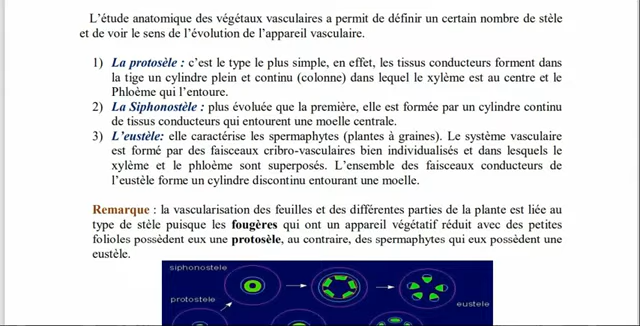 L’étude anatomique des végétaux vasculaires a permit de définir un certain nombre de stèle
et de voir le sens de l’évolution de l’appareil vasculaire.
1) La protosèle : c’est le type le plus simple, en effet, les tissus conducteurs forment dans
la tige un cylindre plein et continu (colonne) dans lequel le xylème est au centre et le
Phloème qui l’entoure.
2) La Siphonostèle : plus évoluée que la première, elle est formée par un cylindre continu
de tissus conducteurs qui entourent une moelle centrale.
3) L’eustèle: elle caractérise les spermaphytes (plantes à graines). Le système vasculaire
est formé par des faisceaux cribro-vasculaires bien individualisés et dans lesquels le
xylème et le phloème sont superposés. L’ensemble des faisceaux conducteurs de
l’eustèle forme un cylindre discontinu entourant une moelle.
Remarque : la vascularisation des feuilles et des différentes parties de la plante est liée au
type de stèle puisque les fougères qui ont un appareil végétatif réduit avec des petites
folioles possèdent eux une protosèle, au contraire, des spermaphytes qui eux possèdent une
eustèle.
siphonostele
protostele
eustele